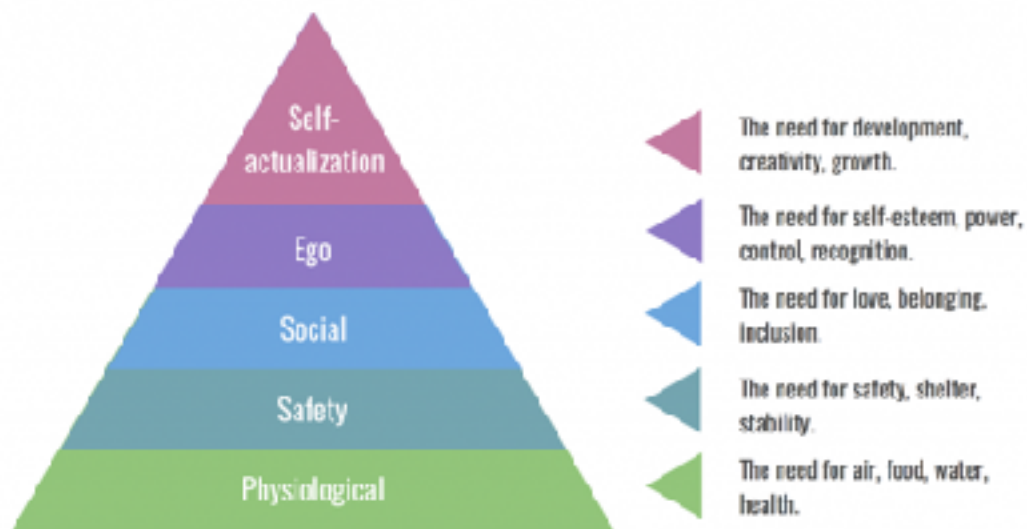 Self-
actualization
The need for development,
creativity, growth.
Ego
The need for self-esteem, power,
control, recognition.
Social
The need for love, belonging,
inclusion.
Safety
The need for safety, shelter,
stability.
Physiological
The need for air, food, water,
health.